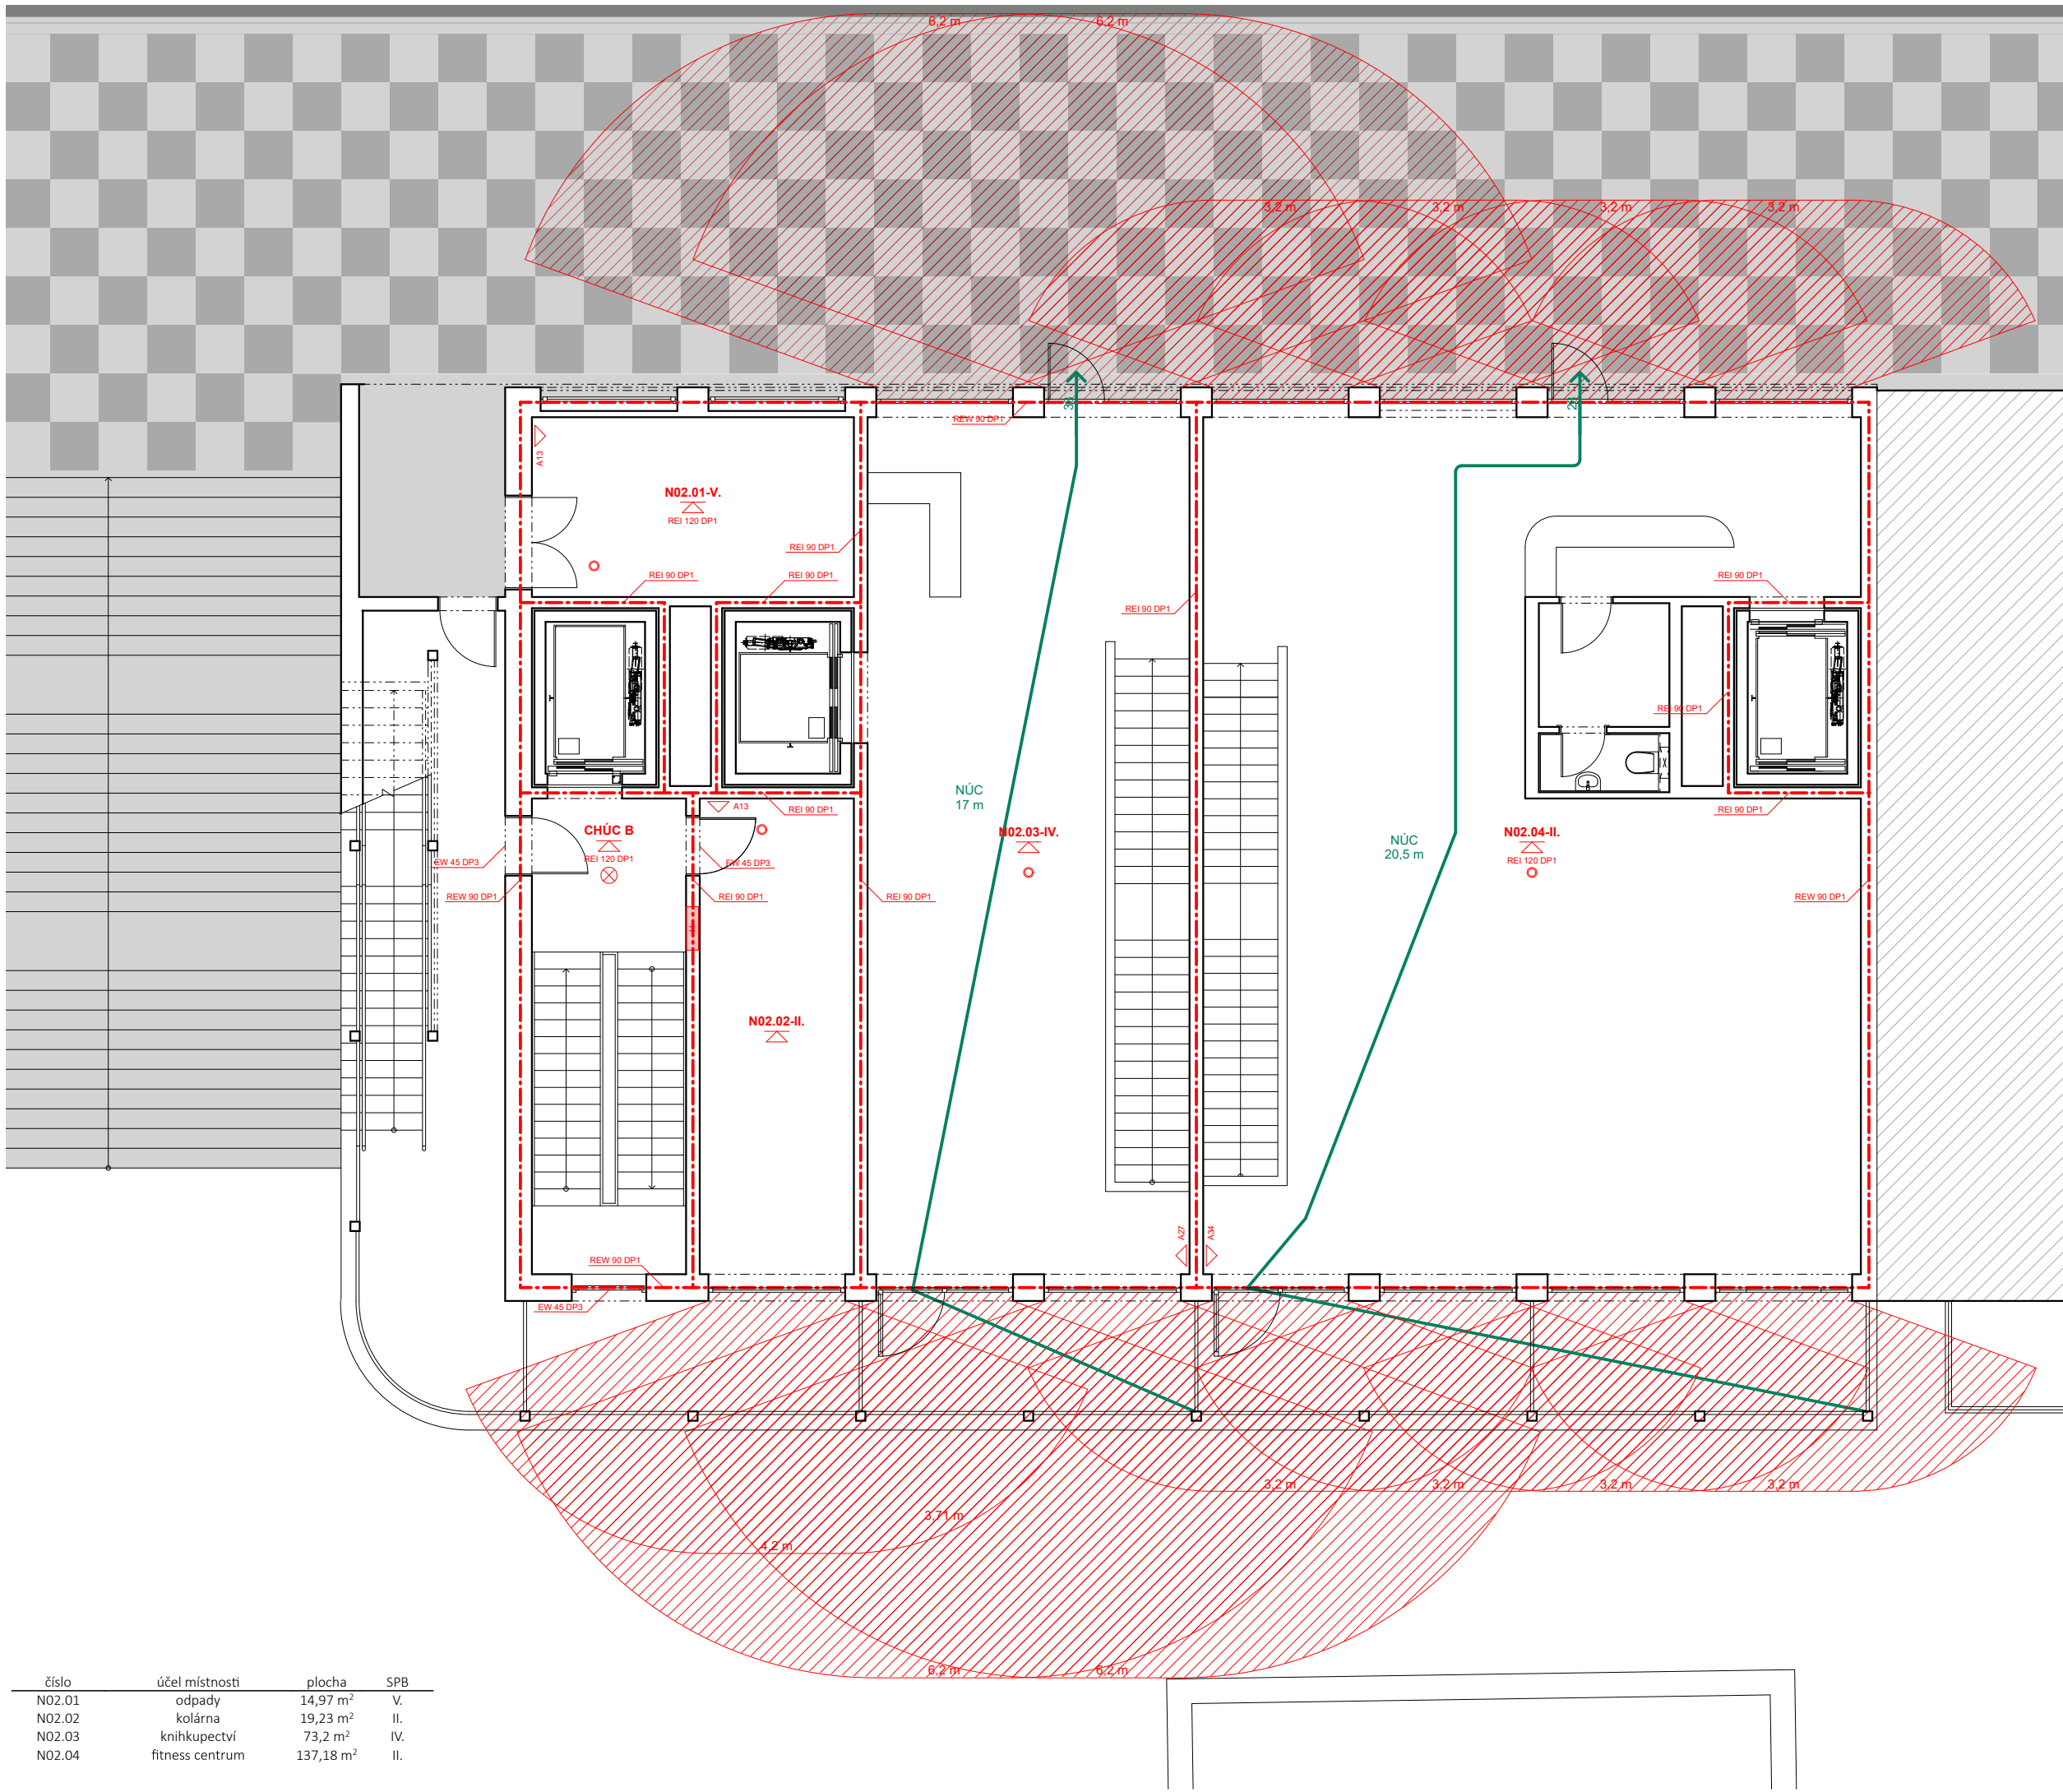 6,2 m
6,2 m
3,2 m
3,2 m
3,2 m
3,2 m
REW 90 DP1
A13
N02.01-V.
REI 120 DP1
REI 90 DP1
REI 90 DP1
REI 90 DP1
REI 90 DP1
REI 90 DP1
REI 90 DP1
NÚC
17 m
A13
REI 90 DP1
REI 90 DP1
CHÚC B
REI 120 DP1
N02.03-IV.
NÚC
20,5 m
N02.04-II.
REI 120 DP1
EW 45 DP3
EW 45 DP3
REW 90 DP1
REI 90 DP1
REI 90 DP1
REW 90 DP1
N02.02-II.
A27
A34
REW 90 DP1
EW 45 DP3
3,2 m
3,2 m
3,2 m
3,2 m
3,71 m
4,2 m
6,2 m
6,2 m
číslo účel místnosti plocha SPB
N02.01 odpady 14,97 m² V.
N02.02 kolárna 19,23 m² II.
N02.03 knihkupectví 73,2 m² IV.
N02.04 fitness centrum 137,18 m² II.